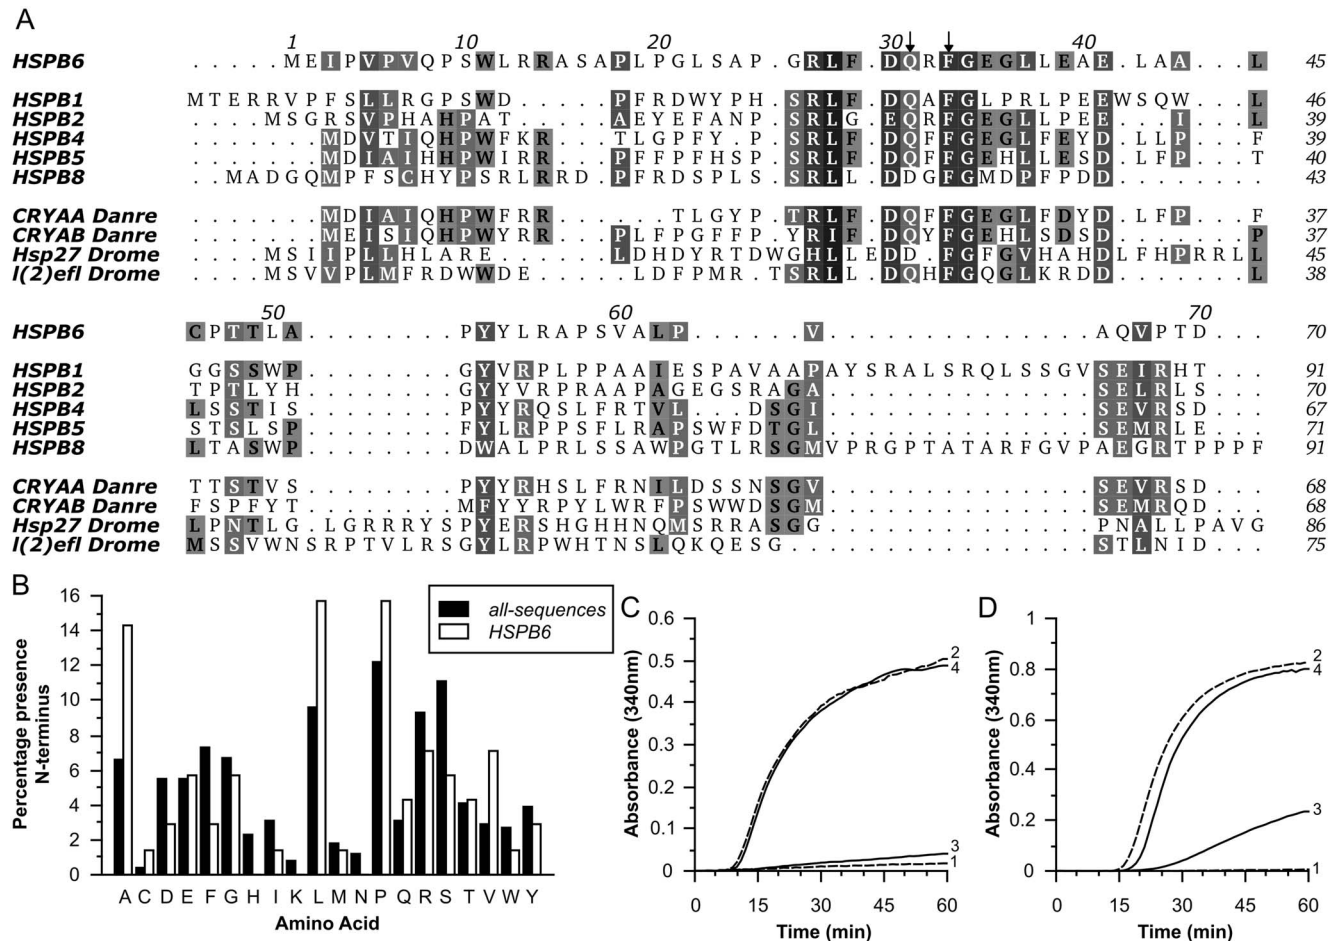 A
1 10 20 30 40
HSPB6 . . . . . M E I P V P V Q P S W L R R A S A P L P G L S A P . G R L F . D Q R F G E G L L E A E . L A A . . . L 45
HSPB1 M T E R R V P F S L L R G P S W D . . . . . P F R D W Y P H . S R L F . D Q A F G L P R L P E E W S Q W . . . L 46
HSPB2 . . . . M S G R S V P H A H P A T . . . . . A E Y E F A N P . S R L G . E Q R F G E G L L P E E . . . I . . . L 39
HSPB4 . . . . . . . M D V T I Q H P W F K R . . . T L G P F Y . P . S R L F . D Q F F G E G L F E Y D . L L P . . . F 39
HSPB5 . . . . . . . M D I A I H H P W I R R . . . P F F P F H S P . S R L F . D Q F F G E H L L E S D . L F P . . . T 40
HSPB8 . . M A D G Q M P F S C H Y P S R L R R D . P F R D S P L S . S R L L . D D G F G M D P F P D D . . . . . . . . 43
CRYAA Danre . . . . . . . M D I A I Q H P W F R R . . . . . . T L G Y P . T R L F . D Q F F G E G L F D Y D . L F P . . . F 37
CRYAB Danre . . . . . . . M E I S I Q H P W Y R R . . . P L F P G F F P . Y R I F . D Q Y F G E H L S D S D . . . . . . . P 37
Hsp27 Drome . . . . M S I I P L L H L A R E . . . . . . L D H D Y R T D W G H L L E D D . F G F G V H A H D L F H P R R L L 45
l(2)efl Drome . . . . M S V V P L M F R D W W D E . . . . . L D F P M R . T S R L L . D Q H F G Q G L K R D D . . . . . . . L 38
50 60 70
HSPB6 C P T T L A . . . . . . . . P Y Y L R A P S V A L P . . . . . . V . . . . . . . . . . . . . . A Q V P T D . . . 70
HSPB1 G G S S W P . . . . . . . . G Y V R P L P P A A I E S P A V A A P A Y S R A L S R Q L S S G V S E I R H T . . . 91
HSPB2 T P T L Y H . . . . . . . . G Y Y V R P R A A P A G E G S R A G A . . . . . . . . . . . . . . S E L R L S . . . 70
HSPB4 L S S T I S . . . . . . . . P Y Y R Q S L F R T V L . . . D S G I . . . . . . . . . . . . . . S E V R S D . . . 67
HSPB5 S T S L S P . . . . . . . . F Y L R P P S F L R A P S W F D T G L . . . . . . . . . . . . . . S E M R L E . . . 71
HSPB8 L T A S W P . . . . . . . . D W A L P R L S S A W P G T L R S G M V P R G P T A T A R F G V P A E G R T P P P F 91
CRYAA Danre T T S T V S . . . . . . . . P Y Y R H S L F R N I L D S S N S G V . . . . . . . . . . . . . . S E V R S D . . . 68
CRYAB Danre F S P F Y T . . . . . . . . M F Y Y R P Y L W R F P S W W D S G M . . . . . . . . . . . . . . S E M R Q D . . . 68
Hsp27 Drome L P N T L G . L G R R R Y S P Y E R S H G H H N Q M S R R A S G G . . . . . . . . . . . . . . P N A L L P A V G 86
l(2)efl Drome M S S V W N S R P T V L R S G Y L R P W H T N S L Q K Q E S G . . . . . . . . . . . . . . . . S T L N I D . . . 75
B
Percentage presence
N-terminus
16
14
12
10
8
6
4
2
0
all-sequences
HSPB6
A C D E F G H I K L M N P Q R S T V W Y
Amino Acid
C
Absorbance (340nm)
0.6
0.5
0.4
0.3
0.2
0.1
0
2
4
3
1
0 15 30 45 60
Time (min)
D
Absorbance (340nm)
1
0.8
0.6
0.4
0.2
0
2
4
3
1
0 15 30 45 60
Time (min)